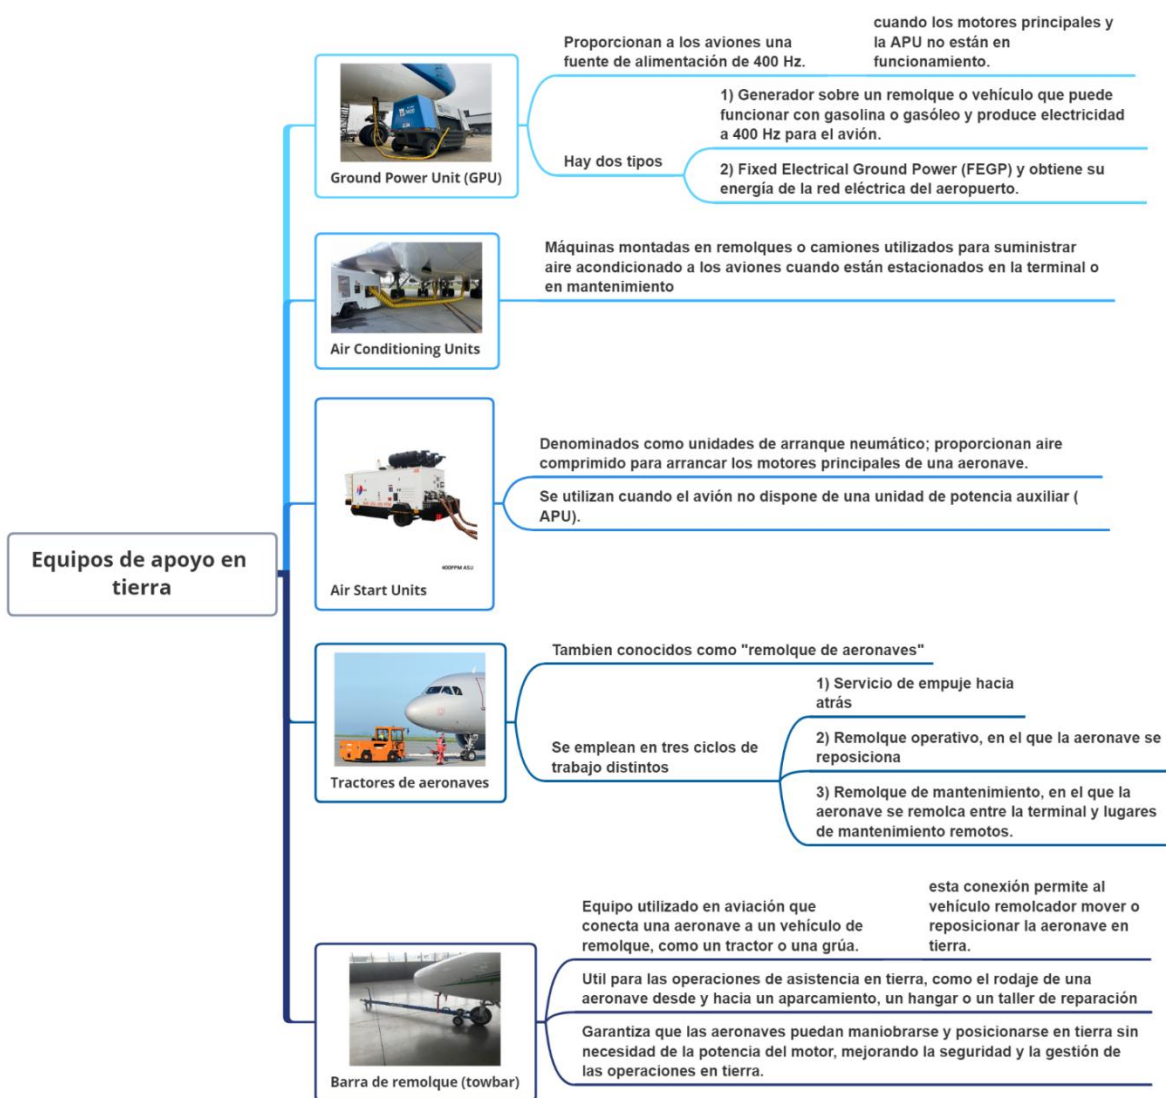 Equipos de apoyo en
tierra
Ground Power Unit (GPU)
Proporcionan a los aviones una
fuente de alimentación de 400 Hz.
cuando los motores principales y
la APU no están en
funcionamiento.
Hay dos tipos
1) Generador sobre un remolque o vehículo que puede
funcionar con gasolina o gasóleo y produce electricidad
a 400 Hz para el avión.
2) Fixed Electrical Ground Power (FEGP) y obtiene su
energía de la red eléctrica del aeropuerto.
Air Conditioning Units
Máquinas montadas en remolques o camiones utilizados para suministrar
aire acondicionado a los aviones cuando están estacionados en la terminal o
en mantenimiento
400PPM ASU
Air Start Units
Denominados como unidades de arranque neumático; proporcionan aire
comprimido para arrancar los motores principales de una aeronave.
Se utilizan cuando el avión no dispone de una unidad de potencia auxiliar (
APU).
Tractores de aeronaves
Tambien conocidos como "remolque de aeronaves"
Se emplean en tres ciclos de
trabajo distintos
1) Servicio de empuje hacia
atrás
2) Remolque operativo, en el que la aeronave se
reposiciona
3) Remolque de mantenimiento, en el que la
aeronave se remolca entre la terminal y lugares
de mantenimiento remotos.
Barra de remolque (towbar)
Equipo utilizado en aviación que
conecta una aeronave a un vehículo de
remolque, como un tractor o una grúa.
esta conexión permite al
vehículo remolcador mover o
reposicionar la aeronave en
tierra.
Util para las operaciones de asistencia en tierra, como el rodaje de una
aeronave desde y hacia un aparcamiento, un hangar o un taller de reparación
Garantiza que las aeronaves puedan maniobrarse y posicionarse en tierra sin
necesidad de la potencia del motor, mejorando la seguridad y la gestión de
las operaciones en tierra.